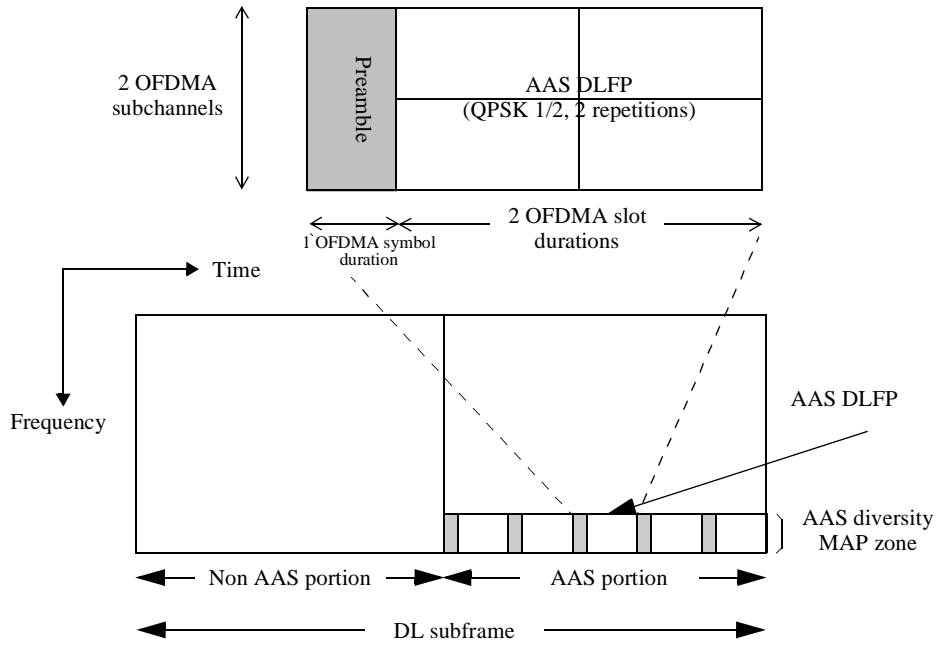 2 OFDMA
subchannels
Preamble
AAS DLFP
(QPSK 1/2, 2 repetitions)
2 OFDMA slot
durations
1 OFDMA symbol
duration
Time
Frequency
AAS DLFP
AAS diversity
MAP zone
Non AAS portion
AAS portion
DL subframe